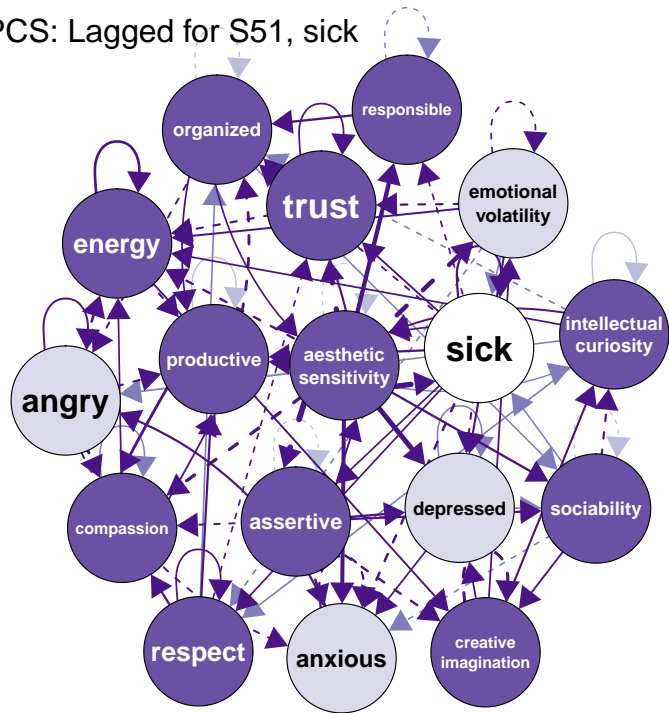 PCS: Lagged for S51, sick
responsible
organized
emotional
volatility
trust
energy
intellectual
curiosity
sick
productive
aesthetic
sensitivity
angry
depressed
sociability
assertive
compassion
creative
imagination
respect
anxious